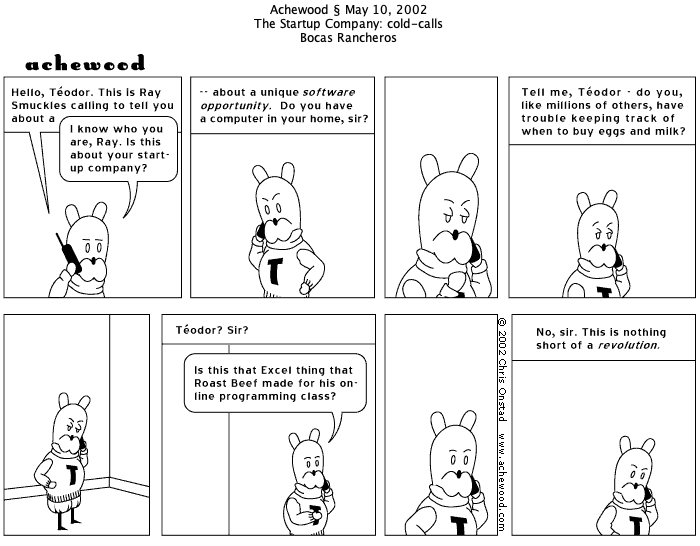 Achewood § May 10, 2002
The Startup Company: cold-calls
Bocas Rancheros
achewood
Hello, Téodor. This is Ray
Smuckles calling to tell you
about a
I know who you
are, Ray. Is this
about your start-
up company?
-- about a unique software
opportunity. Do you have
a computer in your home, sir?
Tell me, Téodor - do you,
like millions of others, have
trouble keeping track of
when to buy eggs and milk?
T
T
T
T
Téodor? Sir?
Is this that Excel thing that
Roast Beef made for his on-
line programming class?
T
T
© 2002 Chris Onstad www.achewood.com
No, sir. This is nothing
short of a revolution.
T